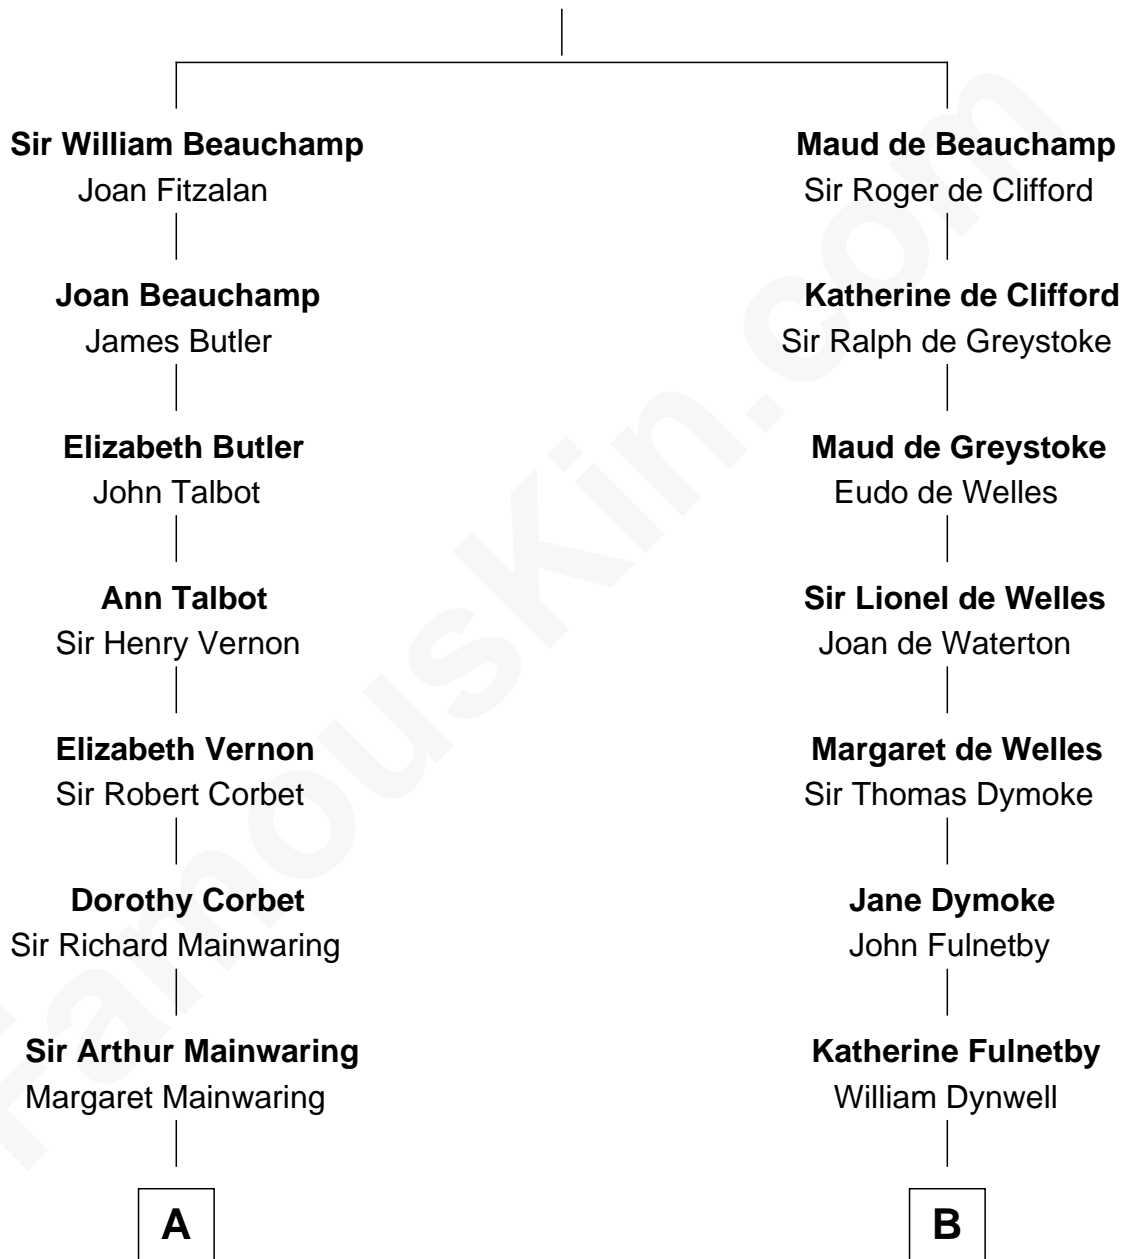 Sir William Beauchamp
Joan Fitzalan
Joan Beauchamp
James Butler
Elizabeth Butler
John Talbot
Ann Talbot
Sir Henry Vernon
Elizabeth Vernon
Sir Robert Corbet
Dorothy Corbet
Sir Richard Mainwaring
Sir Arthur Mainwaring
Margaret Mainwaring
A
Maud de Beauchamp
Sir Roger de Clifford
Katherine de Clifford
Sir Ralph de Greystoke
Maud de Greystoke
Eudo de Welles
Sir Lionel de Welles
Joan de Waterton
Margaret de Welles
Sir Thomas Dymoke
Jane Dymoke
John Fulnetby
Katherine Fulnetby
William Dynwell
B
FamousKin.com